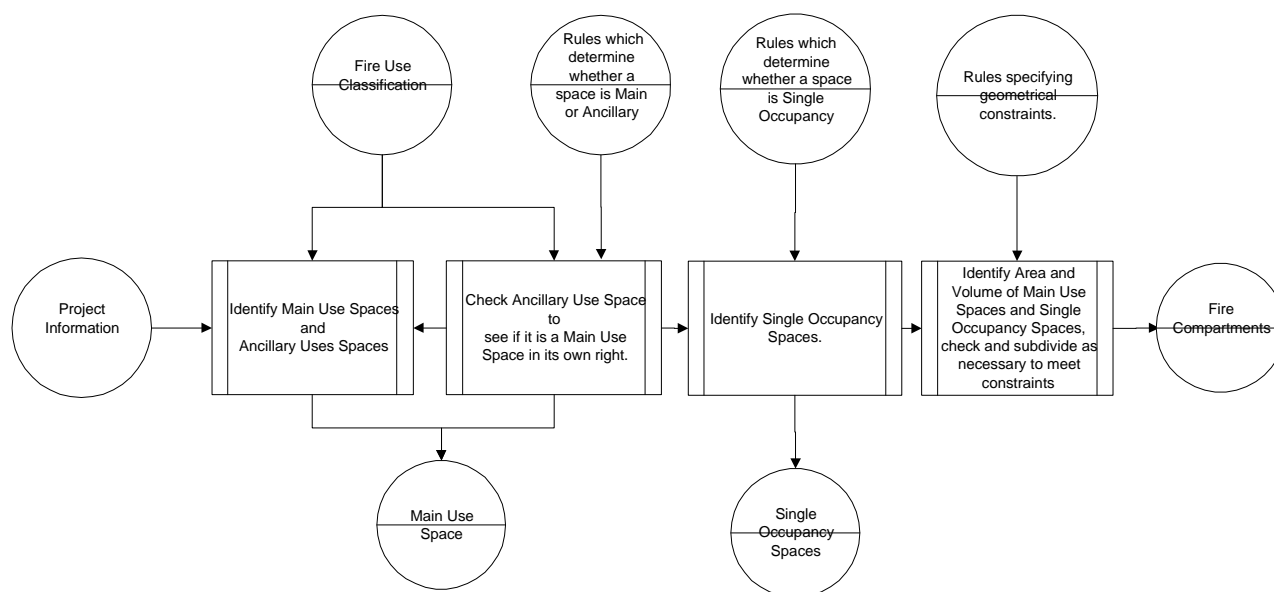 Fire Use
Classification
Rules which
determine
whether a
space is Main
or Ancillary
Rules which
determine
whether a space
is Single
Occupancy
Rules specifying
geometrical
constraints.
Project
Information
Identify Main Use Spaces
and
Ancillary Uses Spaces
Check Ancillary Use Space
to
see if it is a Main Use
Space in its own right.
Identify Single Occupancy
Spaces.
Identify Area and
Volume of Main Use
Spaces and Single
Occupancy Spaces,
check and subdivide as
necessary to meet
constraints
Fire
Compartments
Main Use
Space
Single
Occupancy
Spaces